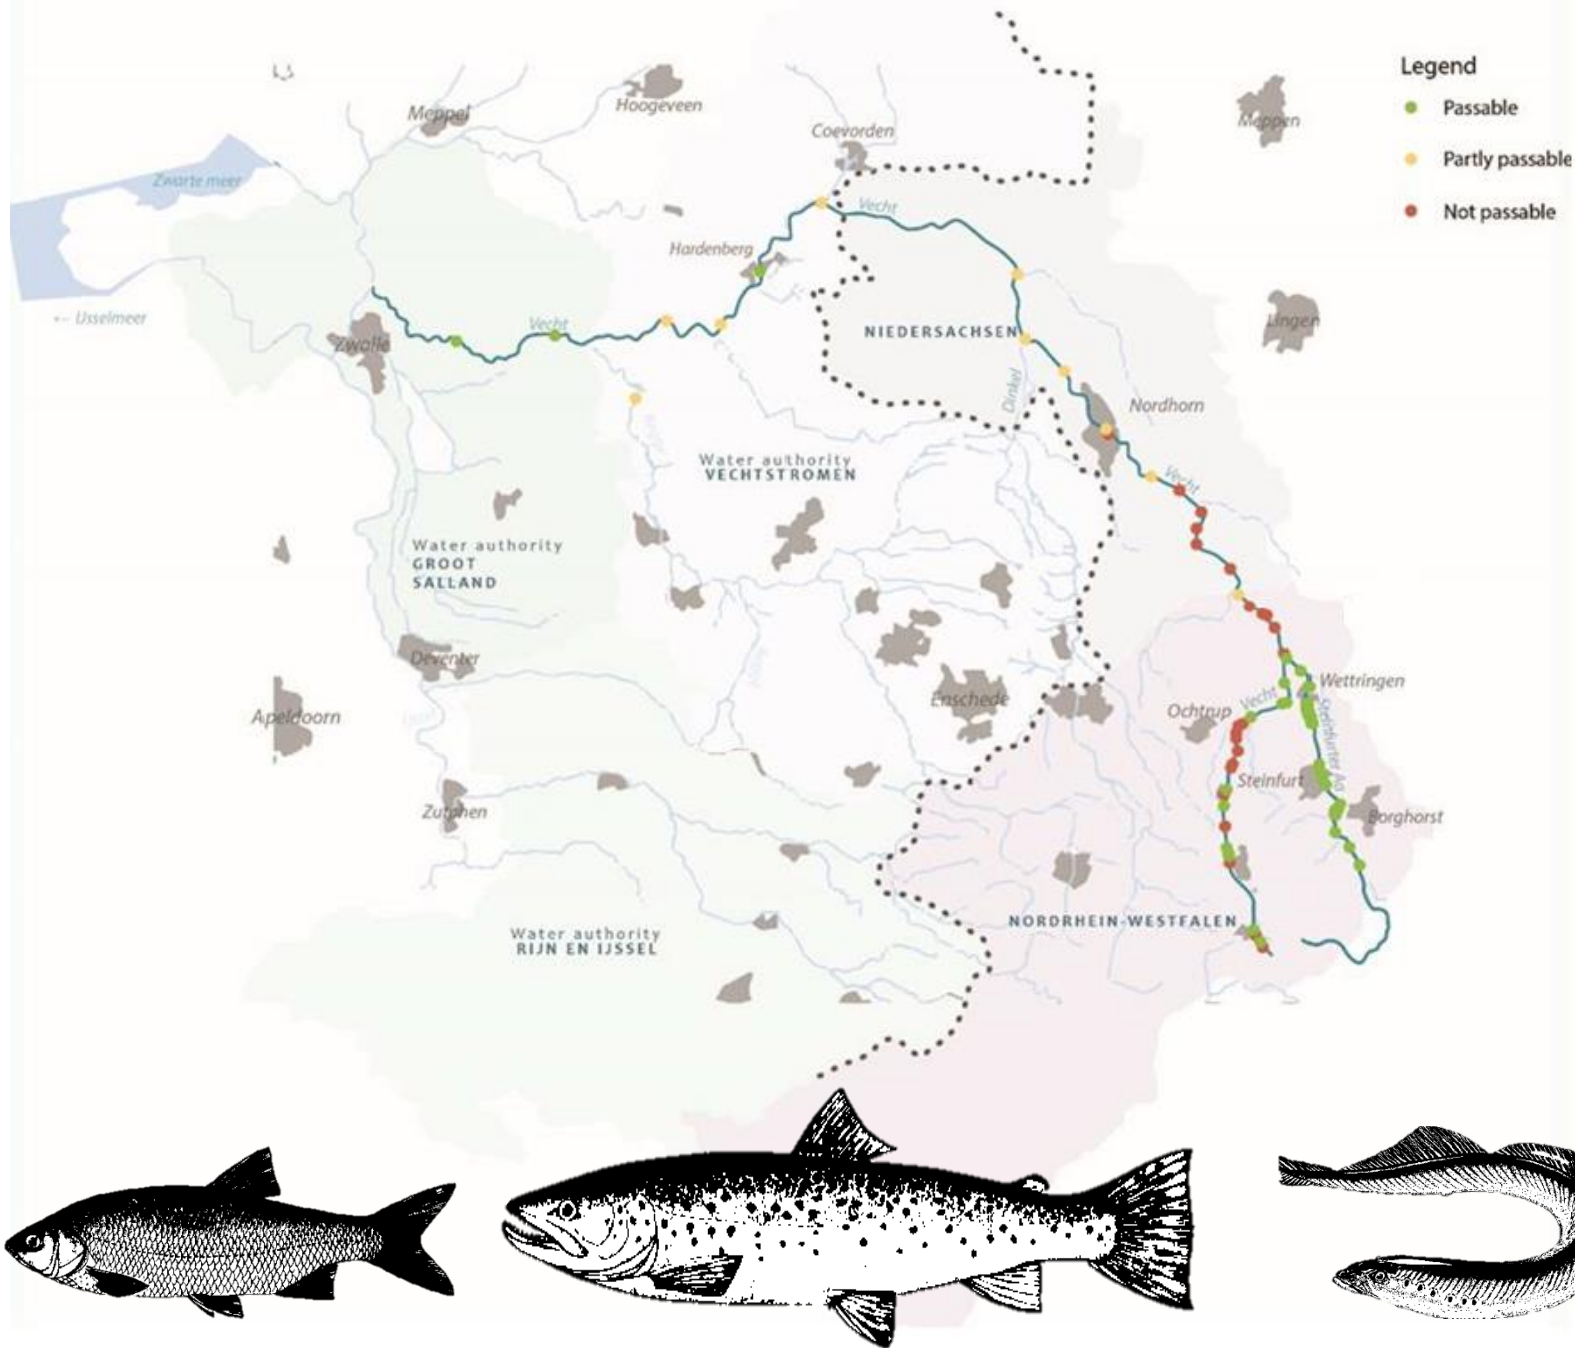 Legend
Passable
Partly passable
Not passable
Meppel
Hoogeveen
Coevorden
Meppen
Zwarte meer
Vecht
Hardenberg
← IJsselmeer
Vecht
Zwolle
NIEDERSACHSEN
Lingen
Dinkel
Nordhorn
Water authority
VECHTSTROMEN
Vecht
Water authority
GROOT
SALLAND
Deventer
Wettringen
Enschede
Apeldoorn
IJssel
Ochtrup
Vecht
Steinfurter Aa
Steinfurt
Zutphen
Borghorst
NORDRHEIN-WESTFALEN
Water authority
RIJN EN IJSSEL